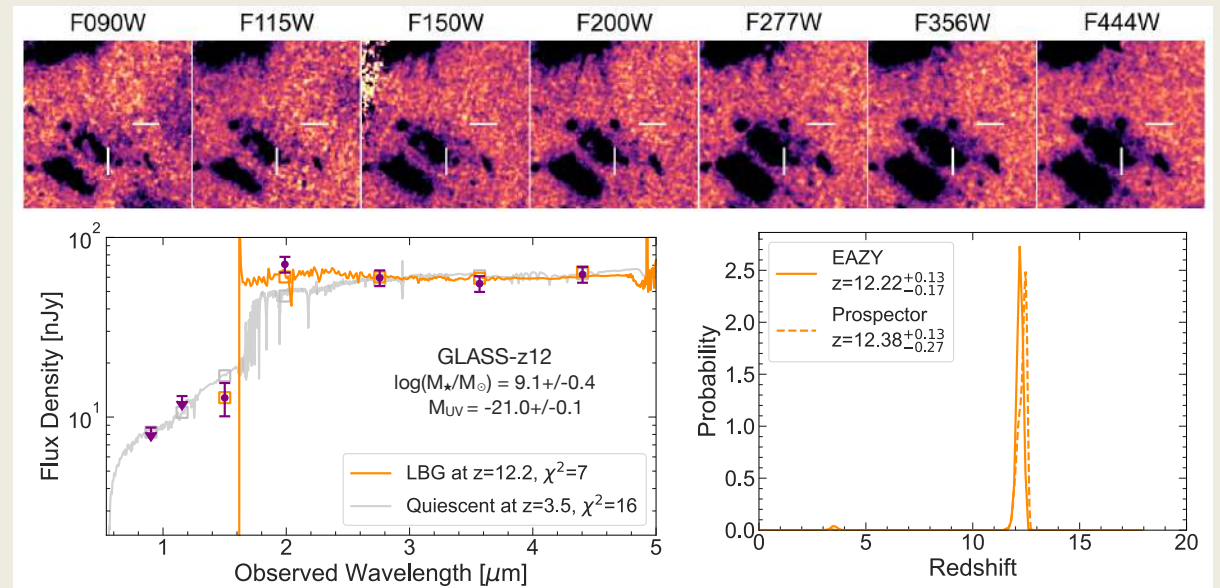 F090W F115W F150W F200W F277W F356W F444W
10²
10¹
Flux Density [nJy]
GLASS-z12
log(M⋆/M⊙) = 9.1+/-0.4
M_UV = -21.0+/-0.1
LBG at z=12.2, χ²=7
Quiescent at z=3.5, χ²=16
1 2 3 4 5
Observed Wavelength [μm]
EAZY
z=12.22^{+0.13}_{-0.17}
Prospector
z=12.38^{+0.13}_{-0.27}
2.5
2.0
1.5
1.0
0.5
0.0
Probability
0 5 10 15 20
Redshift